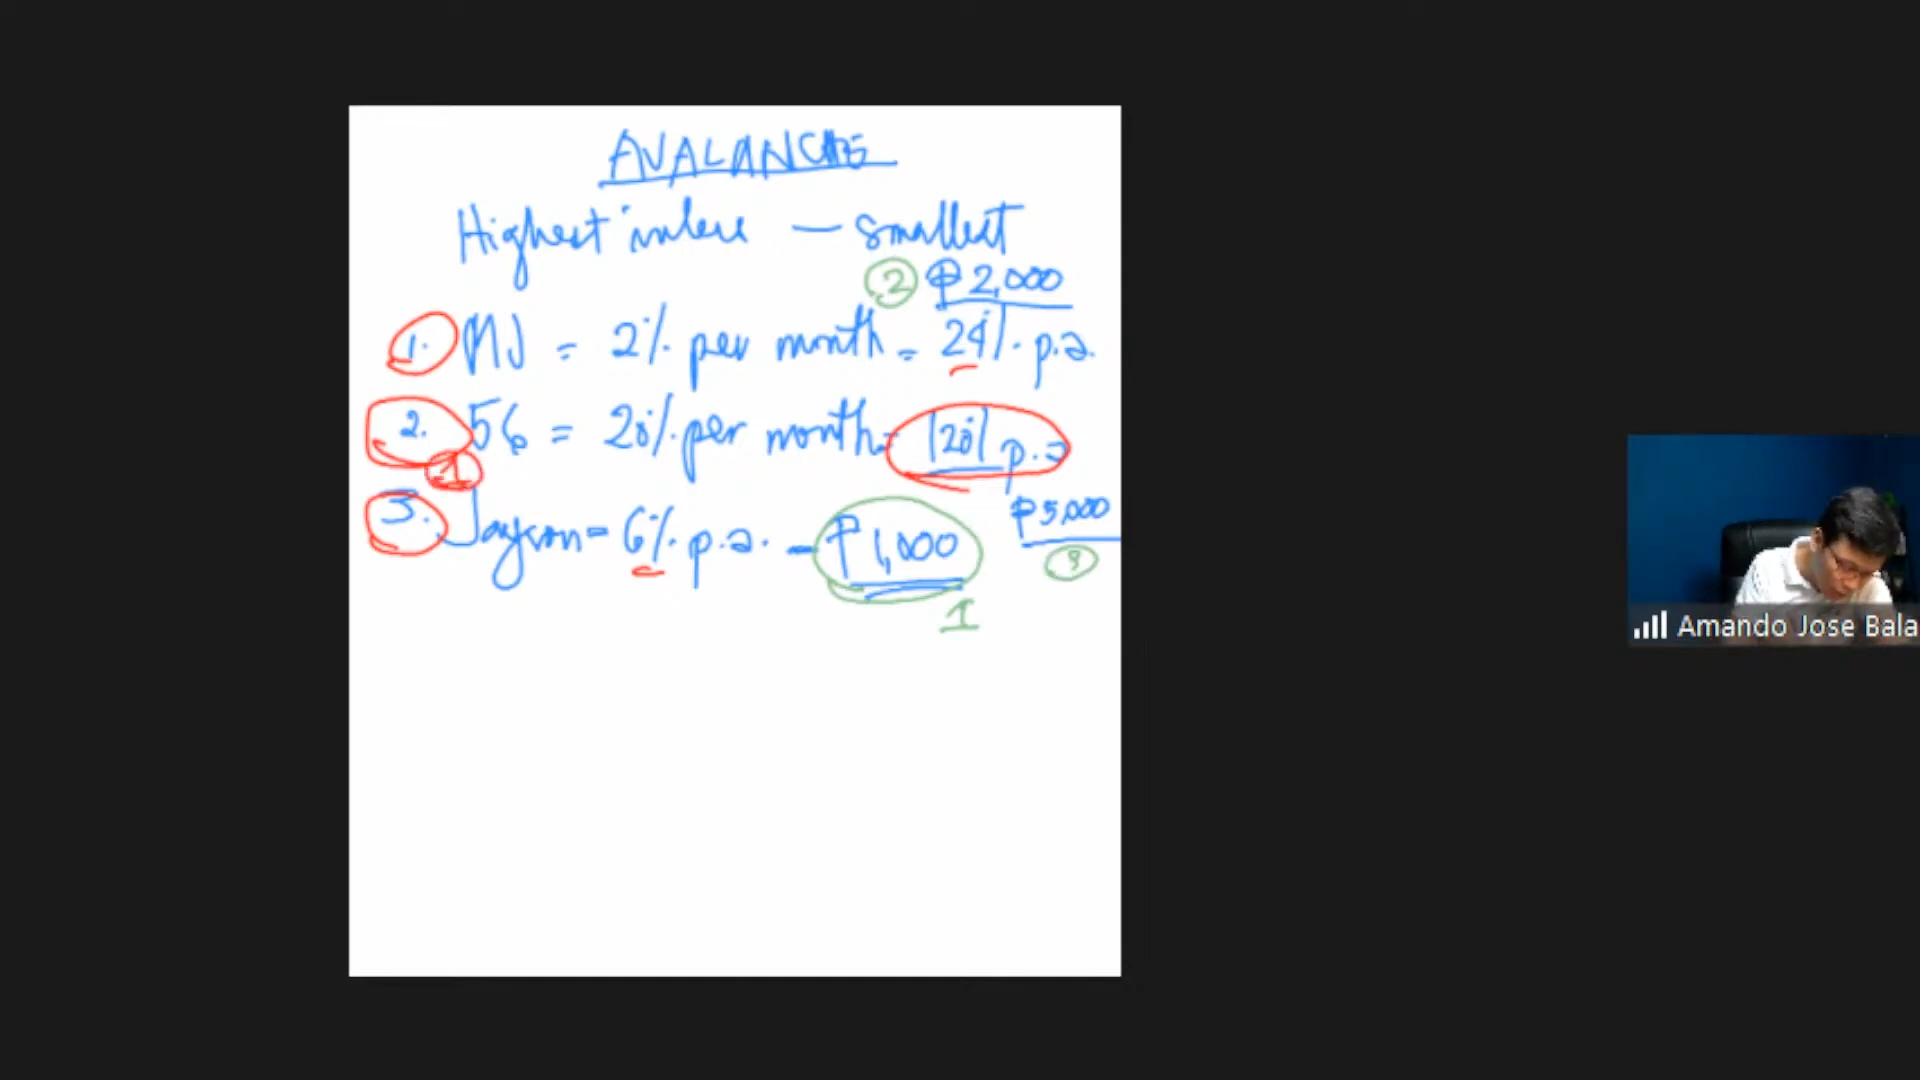 AVALANCHE
Highest — smallest
2 ₱2,000
1. MJ = 2% per month = 24% p.a.
2. 56 = 20% per month = 120% p.a
1
3. Jayson = 6% p.a. - ₱1,000 ₱5,000
3
1
Amando Jose Bala